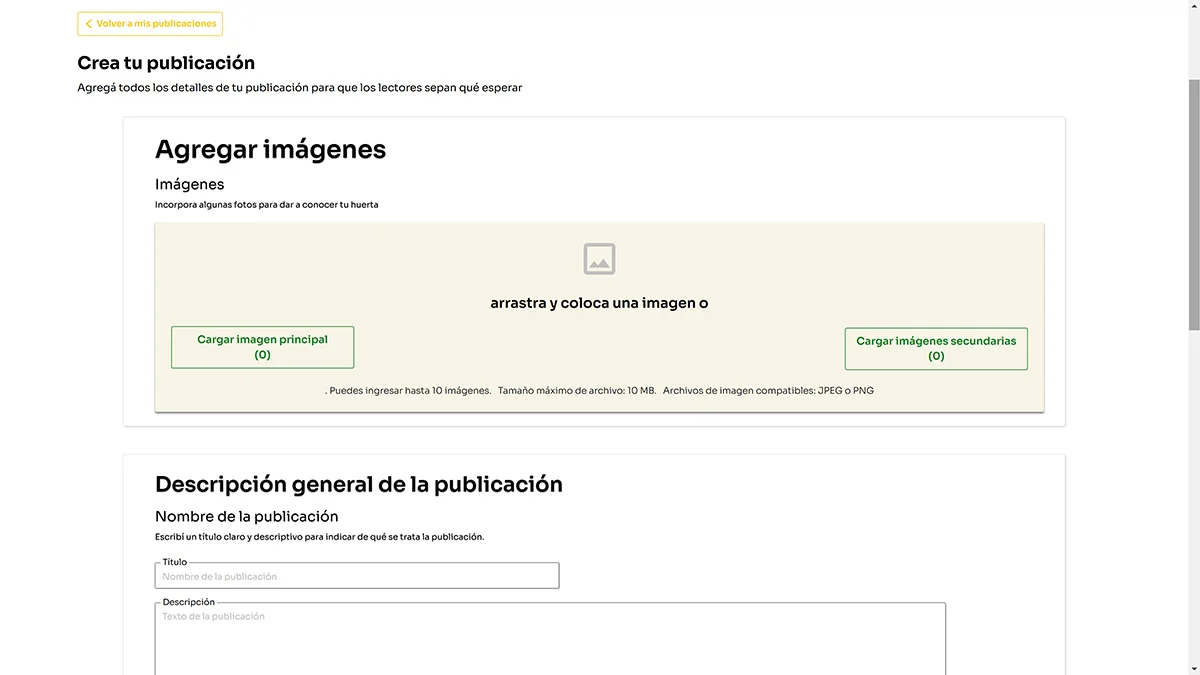 Volver a mis publicaciones
Crea tu publicación
Agregá todos los detalles de tu publicación para que los lectores sepan qué esperar
Agregar imágenes
Imágenes
Incorpora algunas fotos para dar a conocer tu huerta
arrastra y coloca una imagen o
Cargar imagen principal
(0)
Cargar imágenes secundarias
(0)
. Puedes ingresar hasta 10 imágenes. Tamaño máximo de archivo: 10 MB. Archivos de imagen compatibles: JPEG o PNG
Descripción general de la publicación
Nombre de la publicación
Escribí un título claro y descriptivo para indicar de qué se trata la publicación.
Título
Nombre de la publicación
Descripción
Texto de la publicación